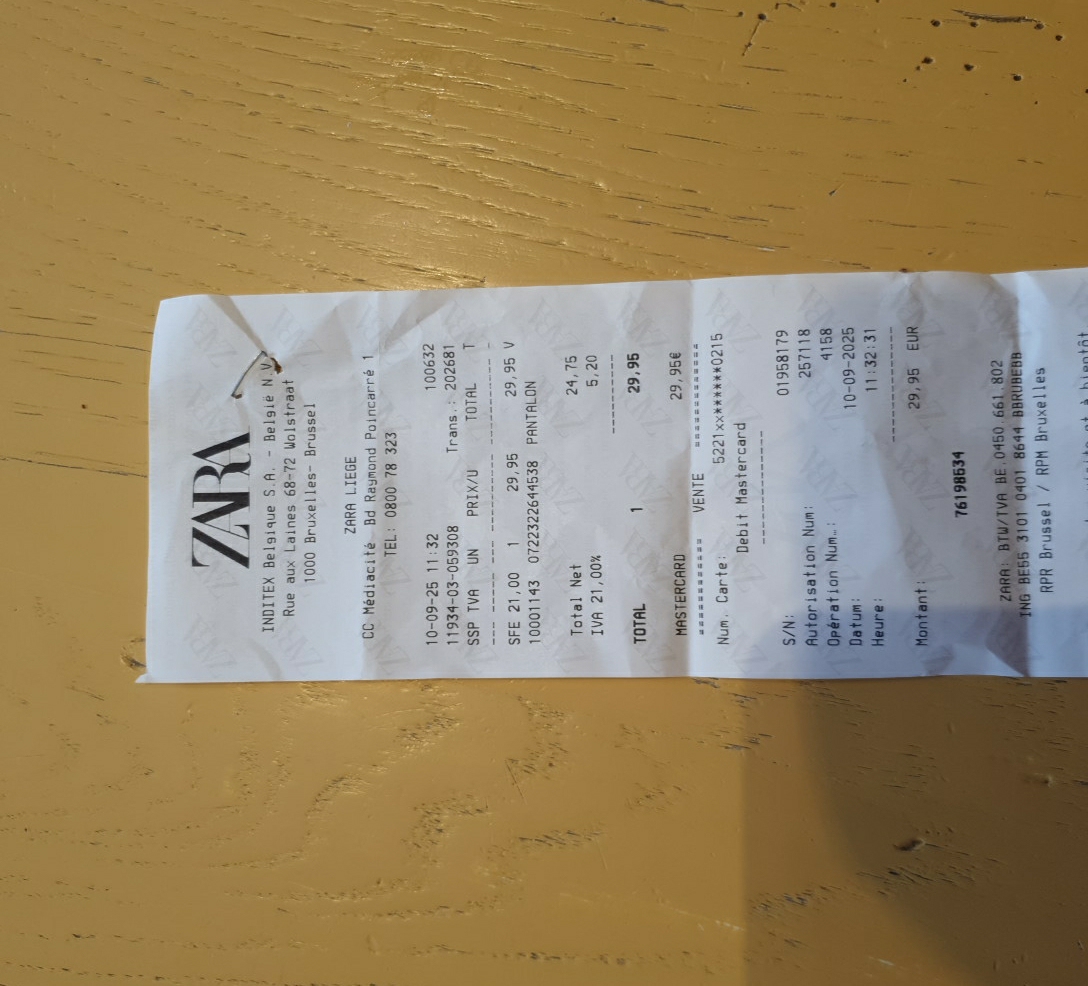 ZARA
INDITEX Belgique S.A. - België N.V.
Rue aux Laines 68-72 Wolstraat
1000 Bruxelles- Brussel
ZARA LIEGE
CC Médiacité Bd Raymond Poincarré 1
TEL: 0800 78 323
10-09-25 11:32 100632
11934-03-059308 Trans.: 202681
SSP TVA UN PRIX/U TOTAL T
SFE 21,00 1 29,95 29,95 V
10001143 0722322644538 PANTALON
Total Net 24,75
IVA 21,00% 5,20
TOTAL 1 29,95
MASTERCARD 29,95€
========== VENTE ==========
Num. Carte: 5221xx******0215
Debit Mastercard
S/N: 01958179
Autorisation Num: 257118
Opération Num.: 4158
Datum: 10-09-2025
Heure: 11:32:31
Montant: 29,95 EUR
76198634
ZARA: BTW/TVA BE.0450 661 802
ING BE55 3101 0401 8644 BBRUBEBB
RPR Brussel / RPM Bruxelles
et à bientôt